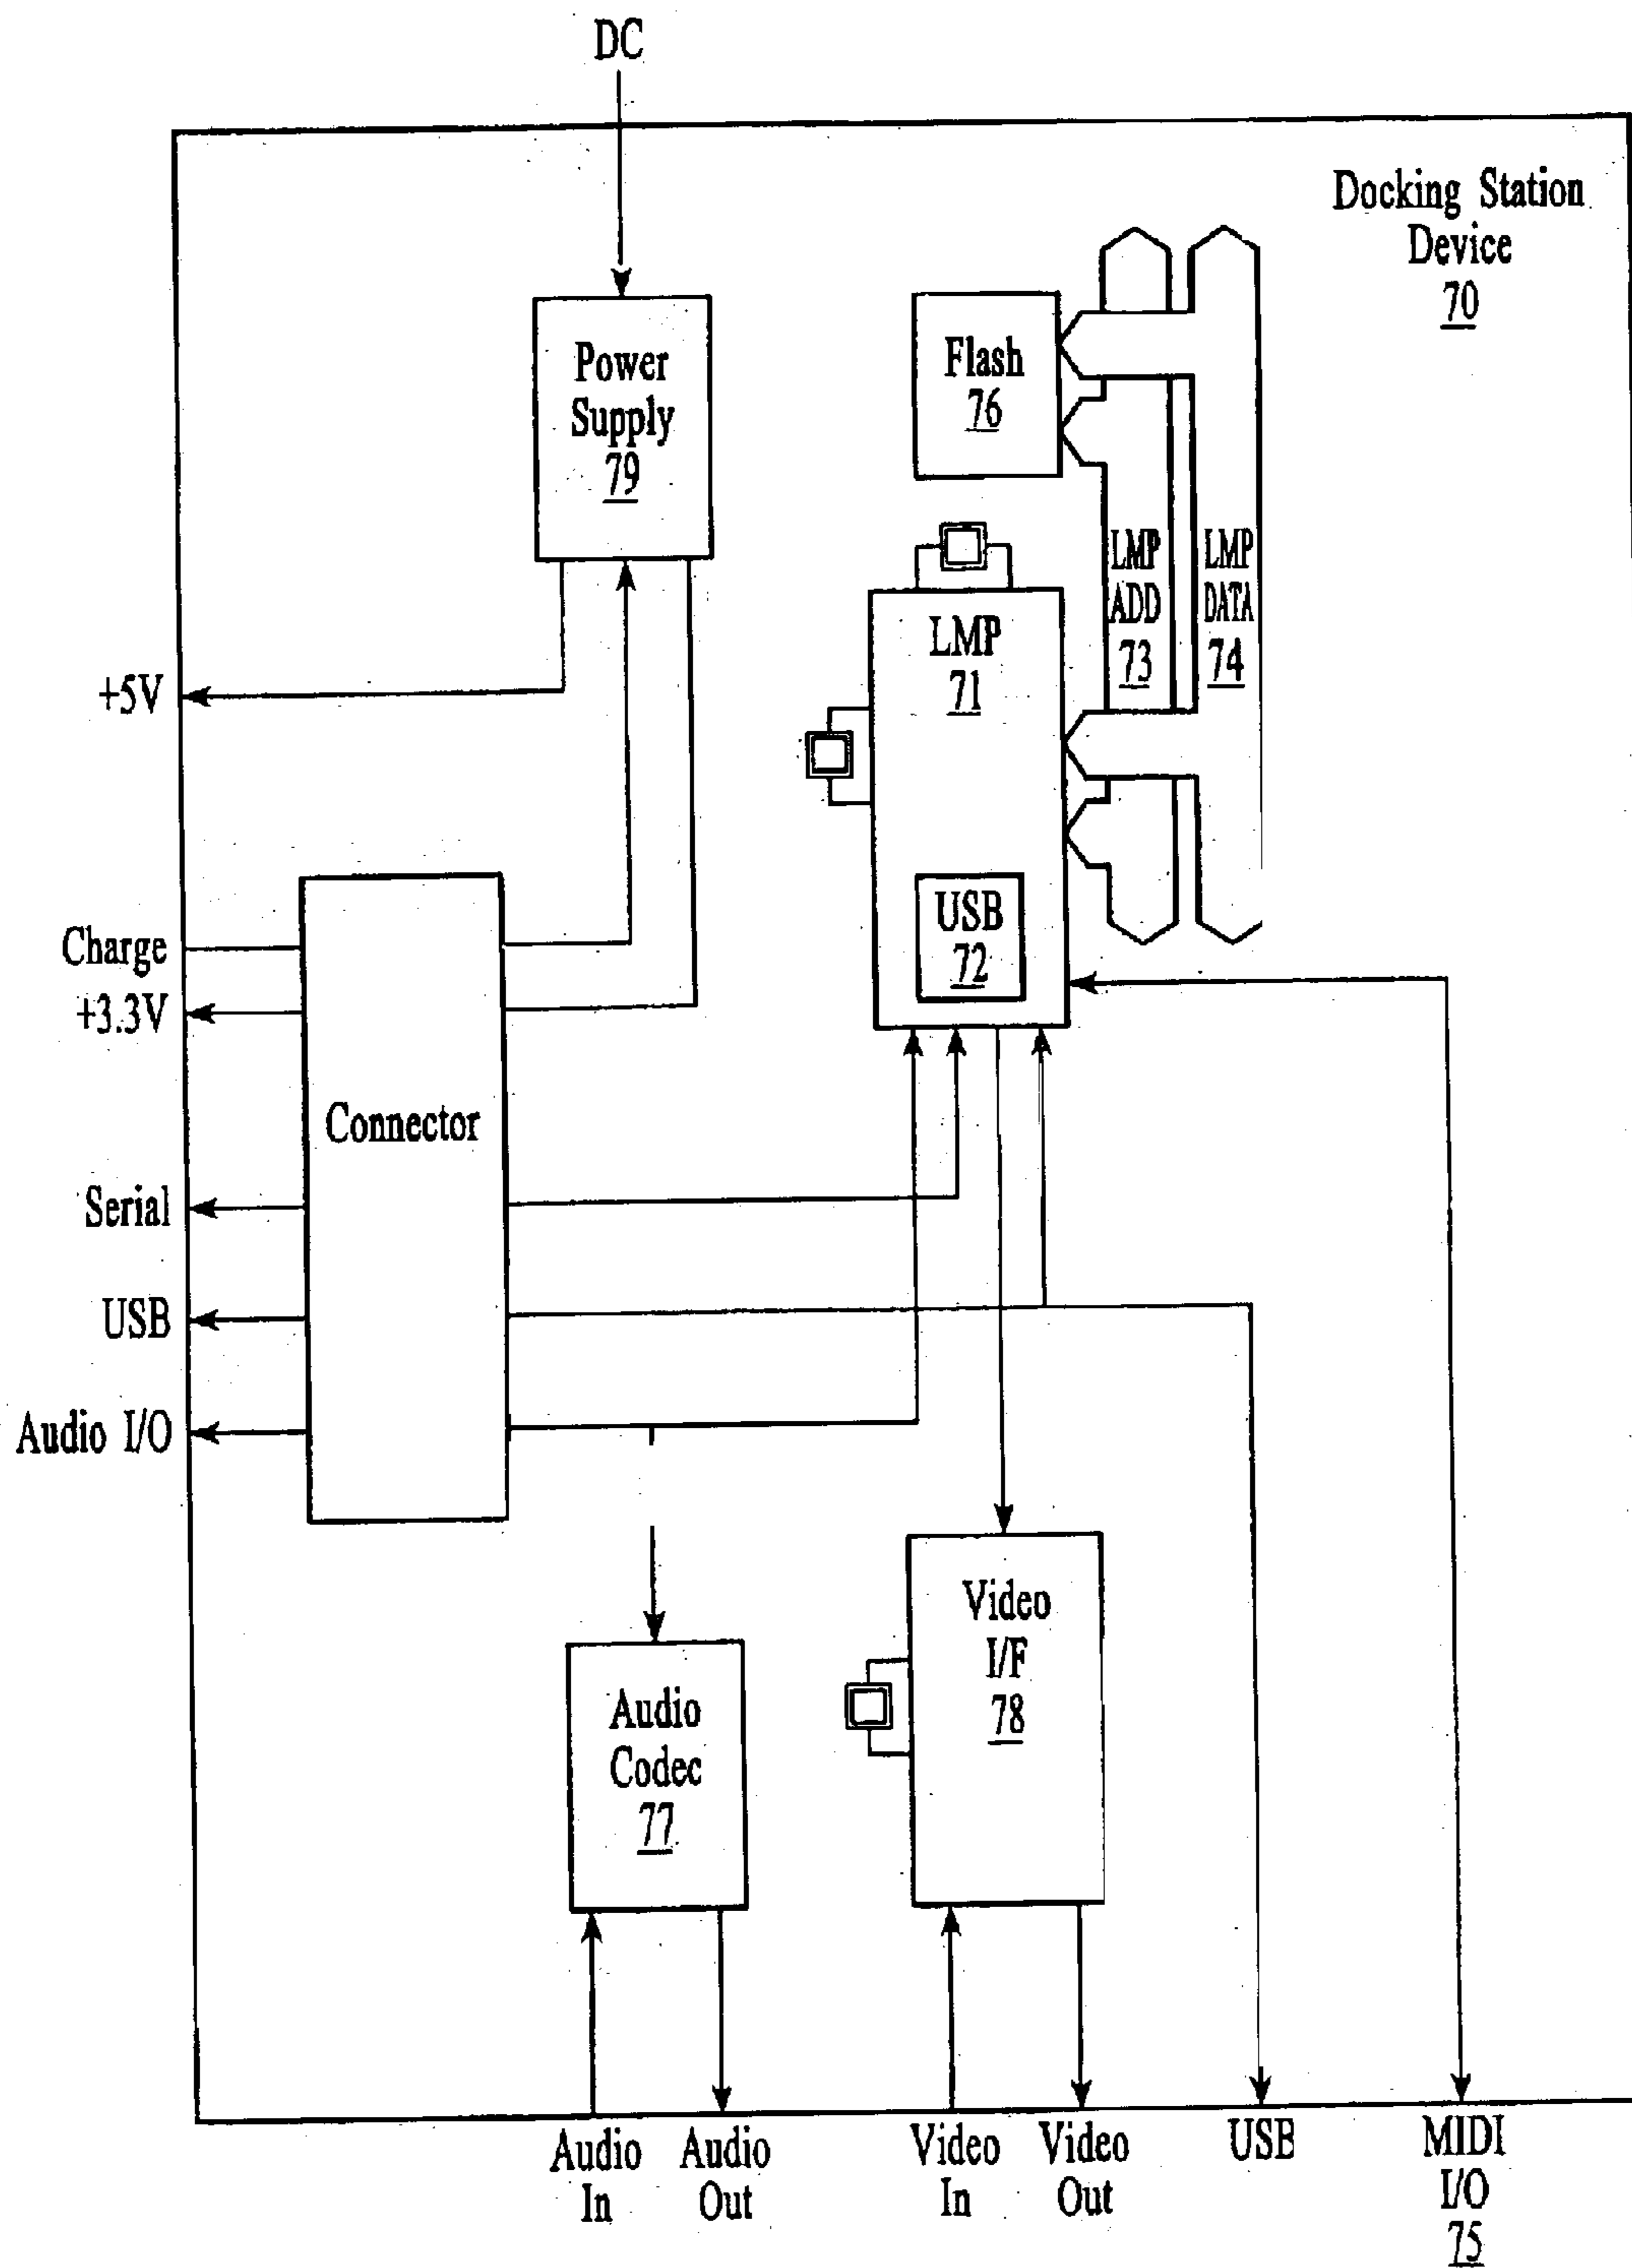 DC
Docking Station
Device
70
Power
Supply
79
Flash
76
LMP
ADD
73
LMP
DATA
74
LMP
71
+5V
USB
72
Charge
+3.3V
Connector
Serial
USB
Audio I/O
Video
I/F
78
Audio
Codec
77
Audio
In
Audio
Out
Video
In
Video
Out
USB
MIDI
I/O
75